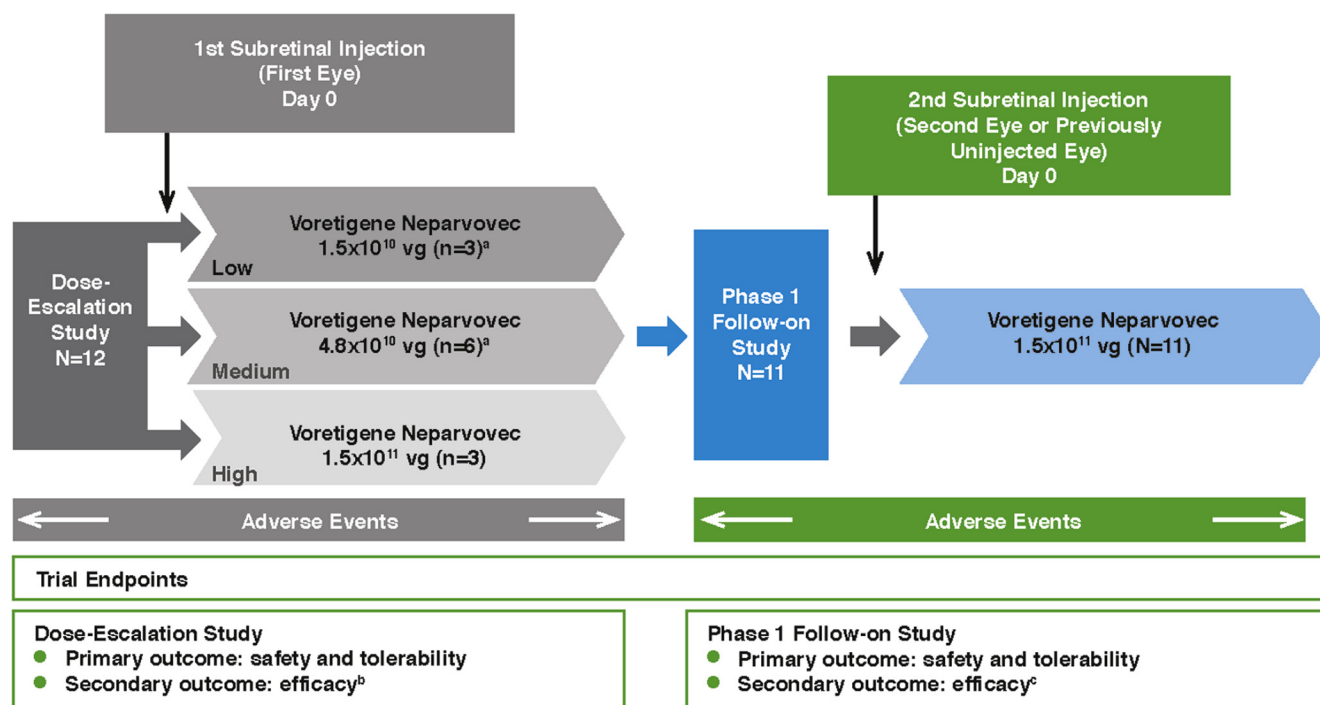 1st Subretinal Injection
(First Eye)
Day 0
2nd Subretinal Injection
(Second Eye or Previously
Uninjected Eye)
Day 0
Dose-
Escalation
Study
N=12
Voretigene Neparvovec
1.5x10¹⁰ vg (n=3)ᵃ
Low
Voretigene Neparvovec
4.8x10¹⁰ vg (n=6)ᵃ
Medium
Voretigene Neparvovec
1.5x10¹¹ vg (n=3)
High
Phase 1
Follow-on
Study
N=11
Voretigene Neparvovec
1.5x10¹¹ vg (N=11)
Adverse Events
Adverse Events
Trial Endpoints
Dose-Escalation Study
● Primary outcome: safety and tolerability
● Secondary outcome: efficacyᵇ
Phase 1 Follow-on Study
● Primary outcome: safety and tolerability
● Secondary outcome: efficacyᶜ